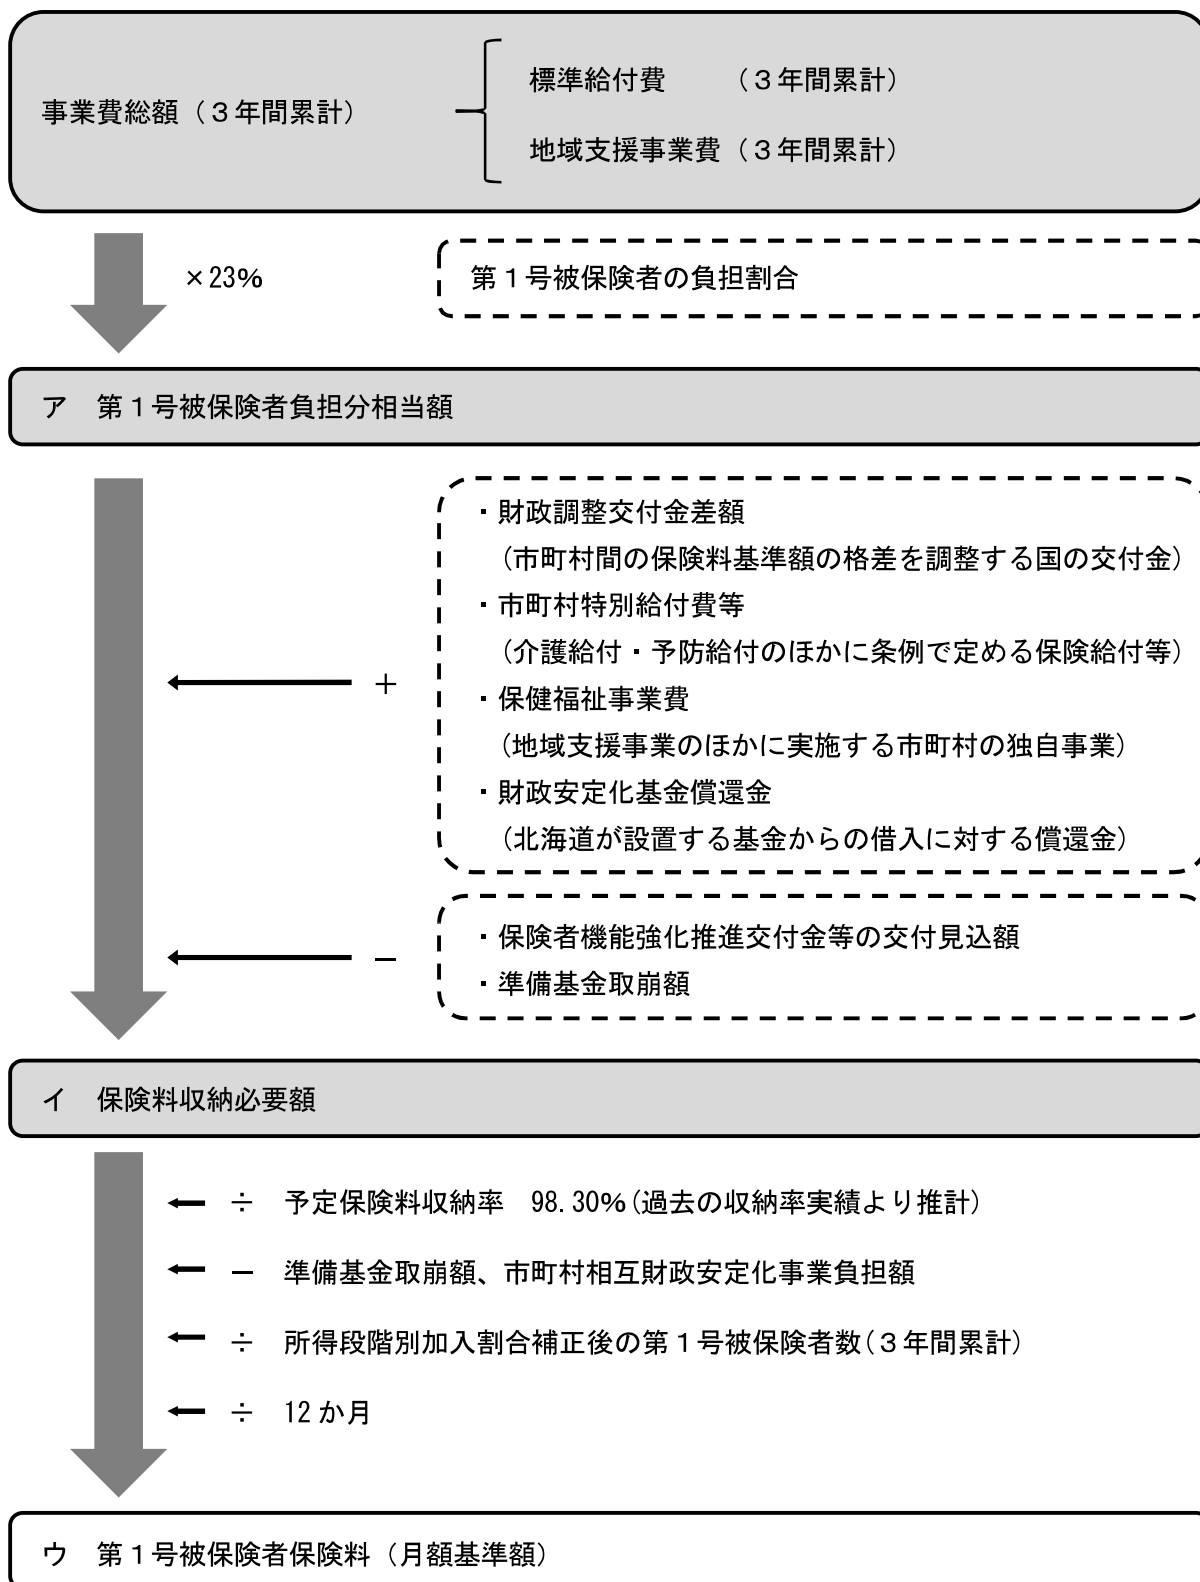 事業費総額（３年間累計）
標準給付費　　（３年間累計）
地域支援事業費（３年間累計）
×23%
第１号被保険者の負担割合
ア　第１号被保険者負担分相当額
・財政調整交付金差額
（市町村間の保険料基準額の格差を調整する国の交付金）
・市町村特別給付費等
（介護給付・予防給付のほかに条例で定める保険給付等）
＋
・保健福祉事業費
（地域支援事業のほかに実施する市町村の独自事業）
・財政安定化基金償還金
（北海道が設置する基金からの借入に対する償還金）
－
・保険者機能強化推進交付金等の交付見込額
・準備基金取崩額
イ　保険料収納必要額
÷　予定保険料収納率　98.30%(過去の収納率実績より推計)
－　準備基金取崩額、市町村相互財政安定化事業負担額
÷　所得段階別加入割合補正後の第１号被保険者数(３年間累計)
÷　12か月
ウ　第１号被保険者保険料（月額基準額）